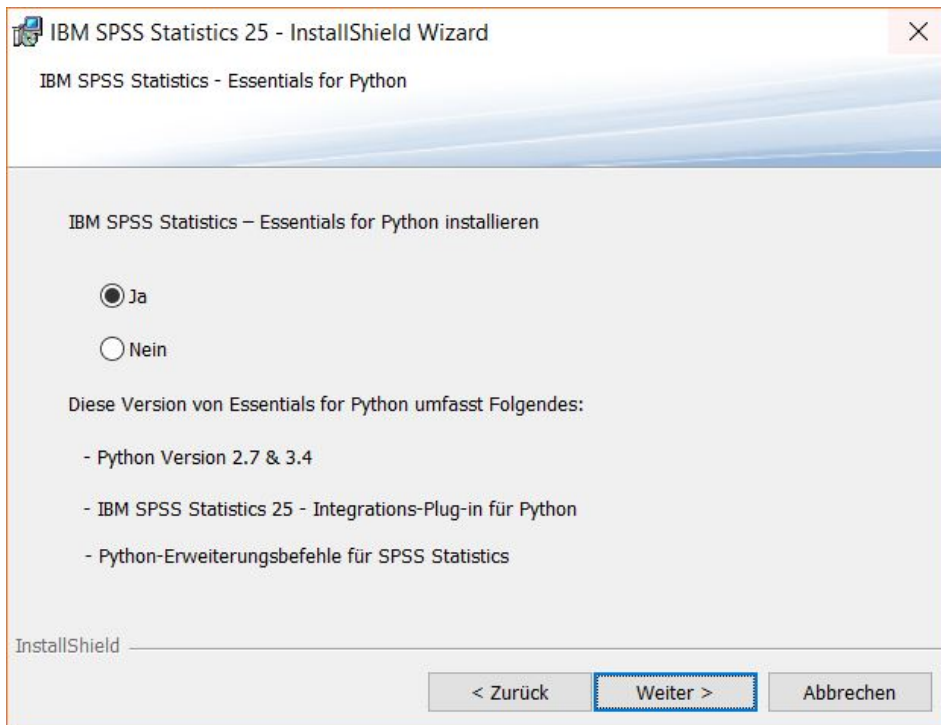 IBM SPSS Statistics 25 - InstallShield Wizard
IBM SPSS Statistics - Essentials for Python
IBM SPSS Statistics – Essentials for Python installieren
Ja
Nein
Diese Version von Essentials for Python umfasst Folgendes:
- Python Version 2.7 & 3.4
- IBM SPSS Statistics 25 - Integrations-Plug-in für Python
- Python-Erweiterungsbefehle für SPSS Statistics
InstallShield
< Zurück Weiter > Abbrechen